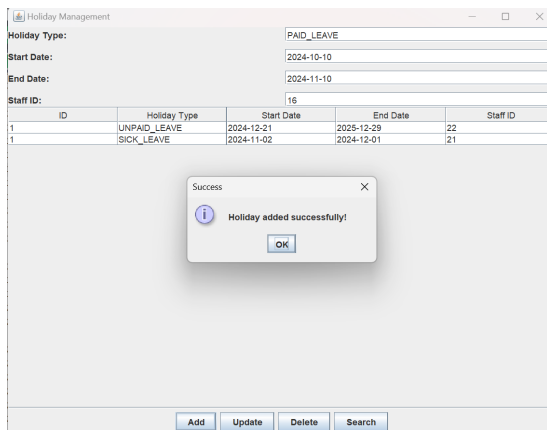 Holiday Management
Holiday Type: PAID_LEAVE
Start Date: 2024-10-10
End Date: 2024-11-10
Staff ID: 16
ID Holiday Type Start Date End Date Staff ID
1 UNPAID_LEAVE 2024-12-21 2025-12-29 22
1 SICK_LEAVE 2024-11-02 2024-12-01 21
Success
Holiday added successfully!
OK
Add Update Delete Search